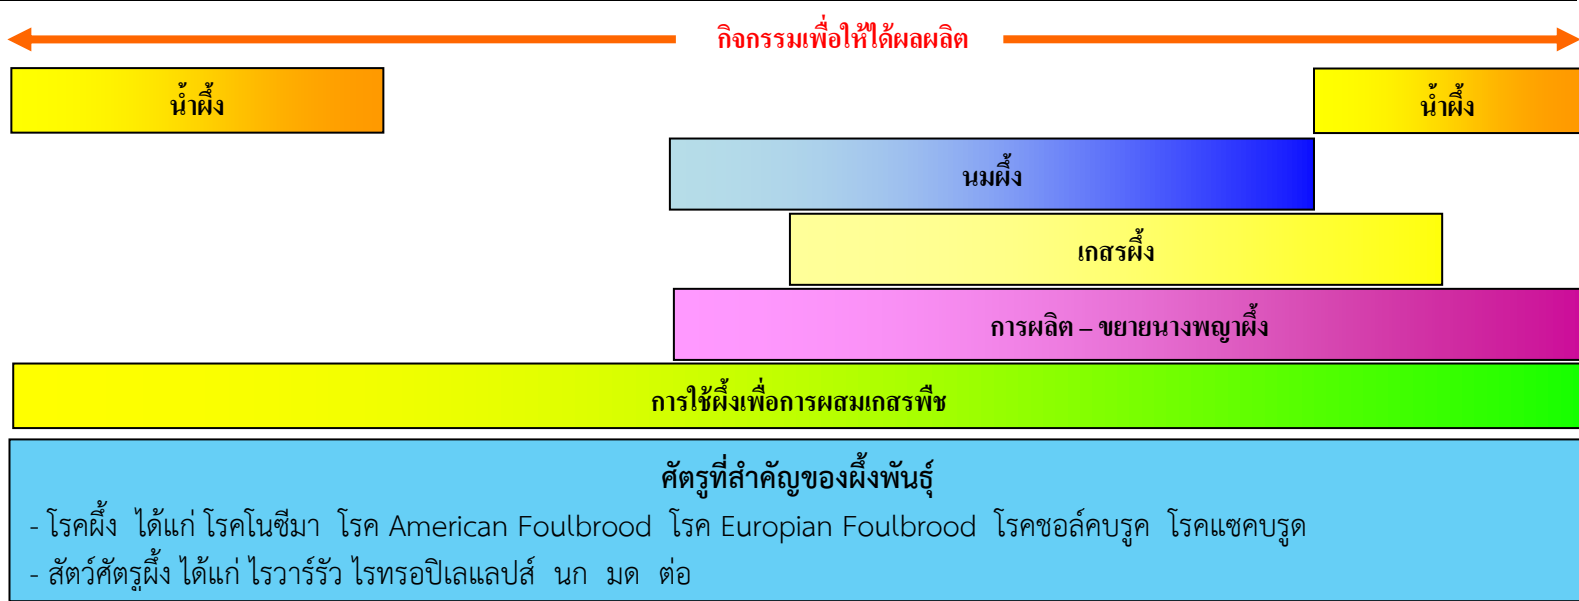 กิจกรรมเพื่อให้ได้ผลผลิต
น้ำผึ้ง
น้ำผึ้ง
นมผึ้ง
เกสรผึ้ง
การผลิต – ขยายนางพญาผึ้ง
การใช้ผึ้งเพื่อการผสมเกสรพืช
ศัตรูที่สำคัญของผึ้งพันธุ์
- โรคผึ้ง ได้แก่ โรคโนซีมา โรค American Foulbrood โรค Europian Foulbrood โรคชอล์คบรูค โรคแซคบรูด
- สัตว์ศัตรูผึ้ง ได้แก่ ไรวาร์รัว ไรทรอปิเลแลปส์ นก มด ต่อ